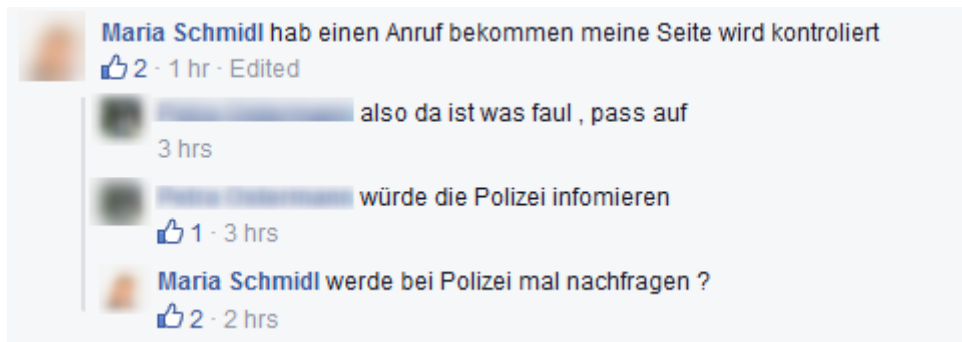 Maria Schmidl hab einen Anruf bekommen meine Seite wird kontroliert
2 · 1 hr · Edited
also da ist was faul , pass auf
3 hrs
würde die Polizei infomieren
1 · 3 hrs
Maria Schmidl werde bei Polizei mal nachfragen ?
2 · 2 hrs